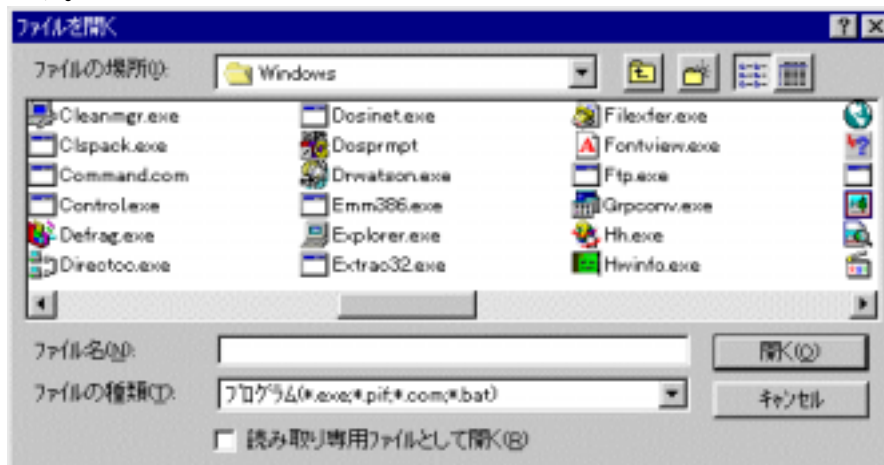 ファイルを開く
ファイルの場所(I): Windows
Cleanmgr.exe Dosinet.exe Filexfer.exe
Clspack.exe Dosprmpt Fontview.exe
Command.com Drwatson.exe Ftp.exe
Control.exe Emm386.exe Grpconv.exe
Defrag.exe Explorer.exe Hh.exe
Directcc.exe Extrac32.exe Hwinfo.exe
ファイル名(N): 開く(O)
ファイルの種類(T): プログラム(*.exe;*.pif;*.com;*.bat) キャンセル
読み取り専用ファイルとして開く(R)